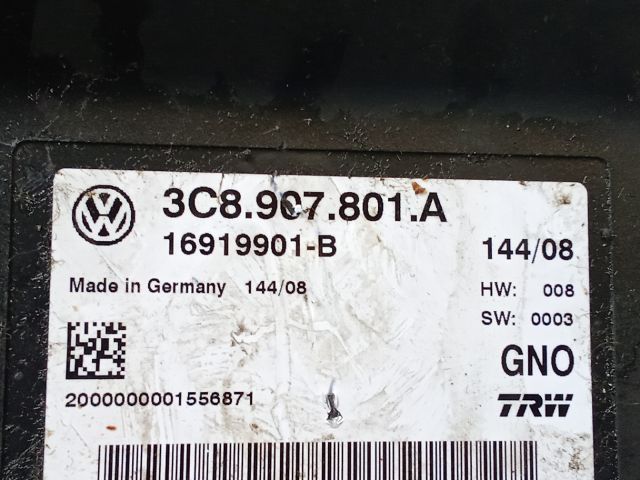 3C8.907.801.A
16919901-B 144/08
Made in Germany 144/08 HW: 008
SW: 0003
GNO
2000000001556871 TRW